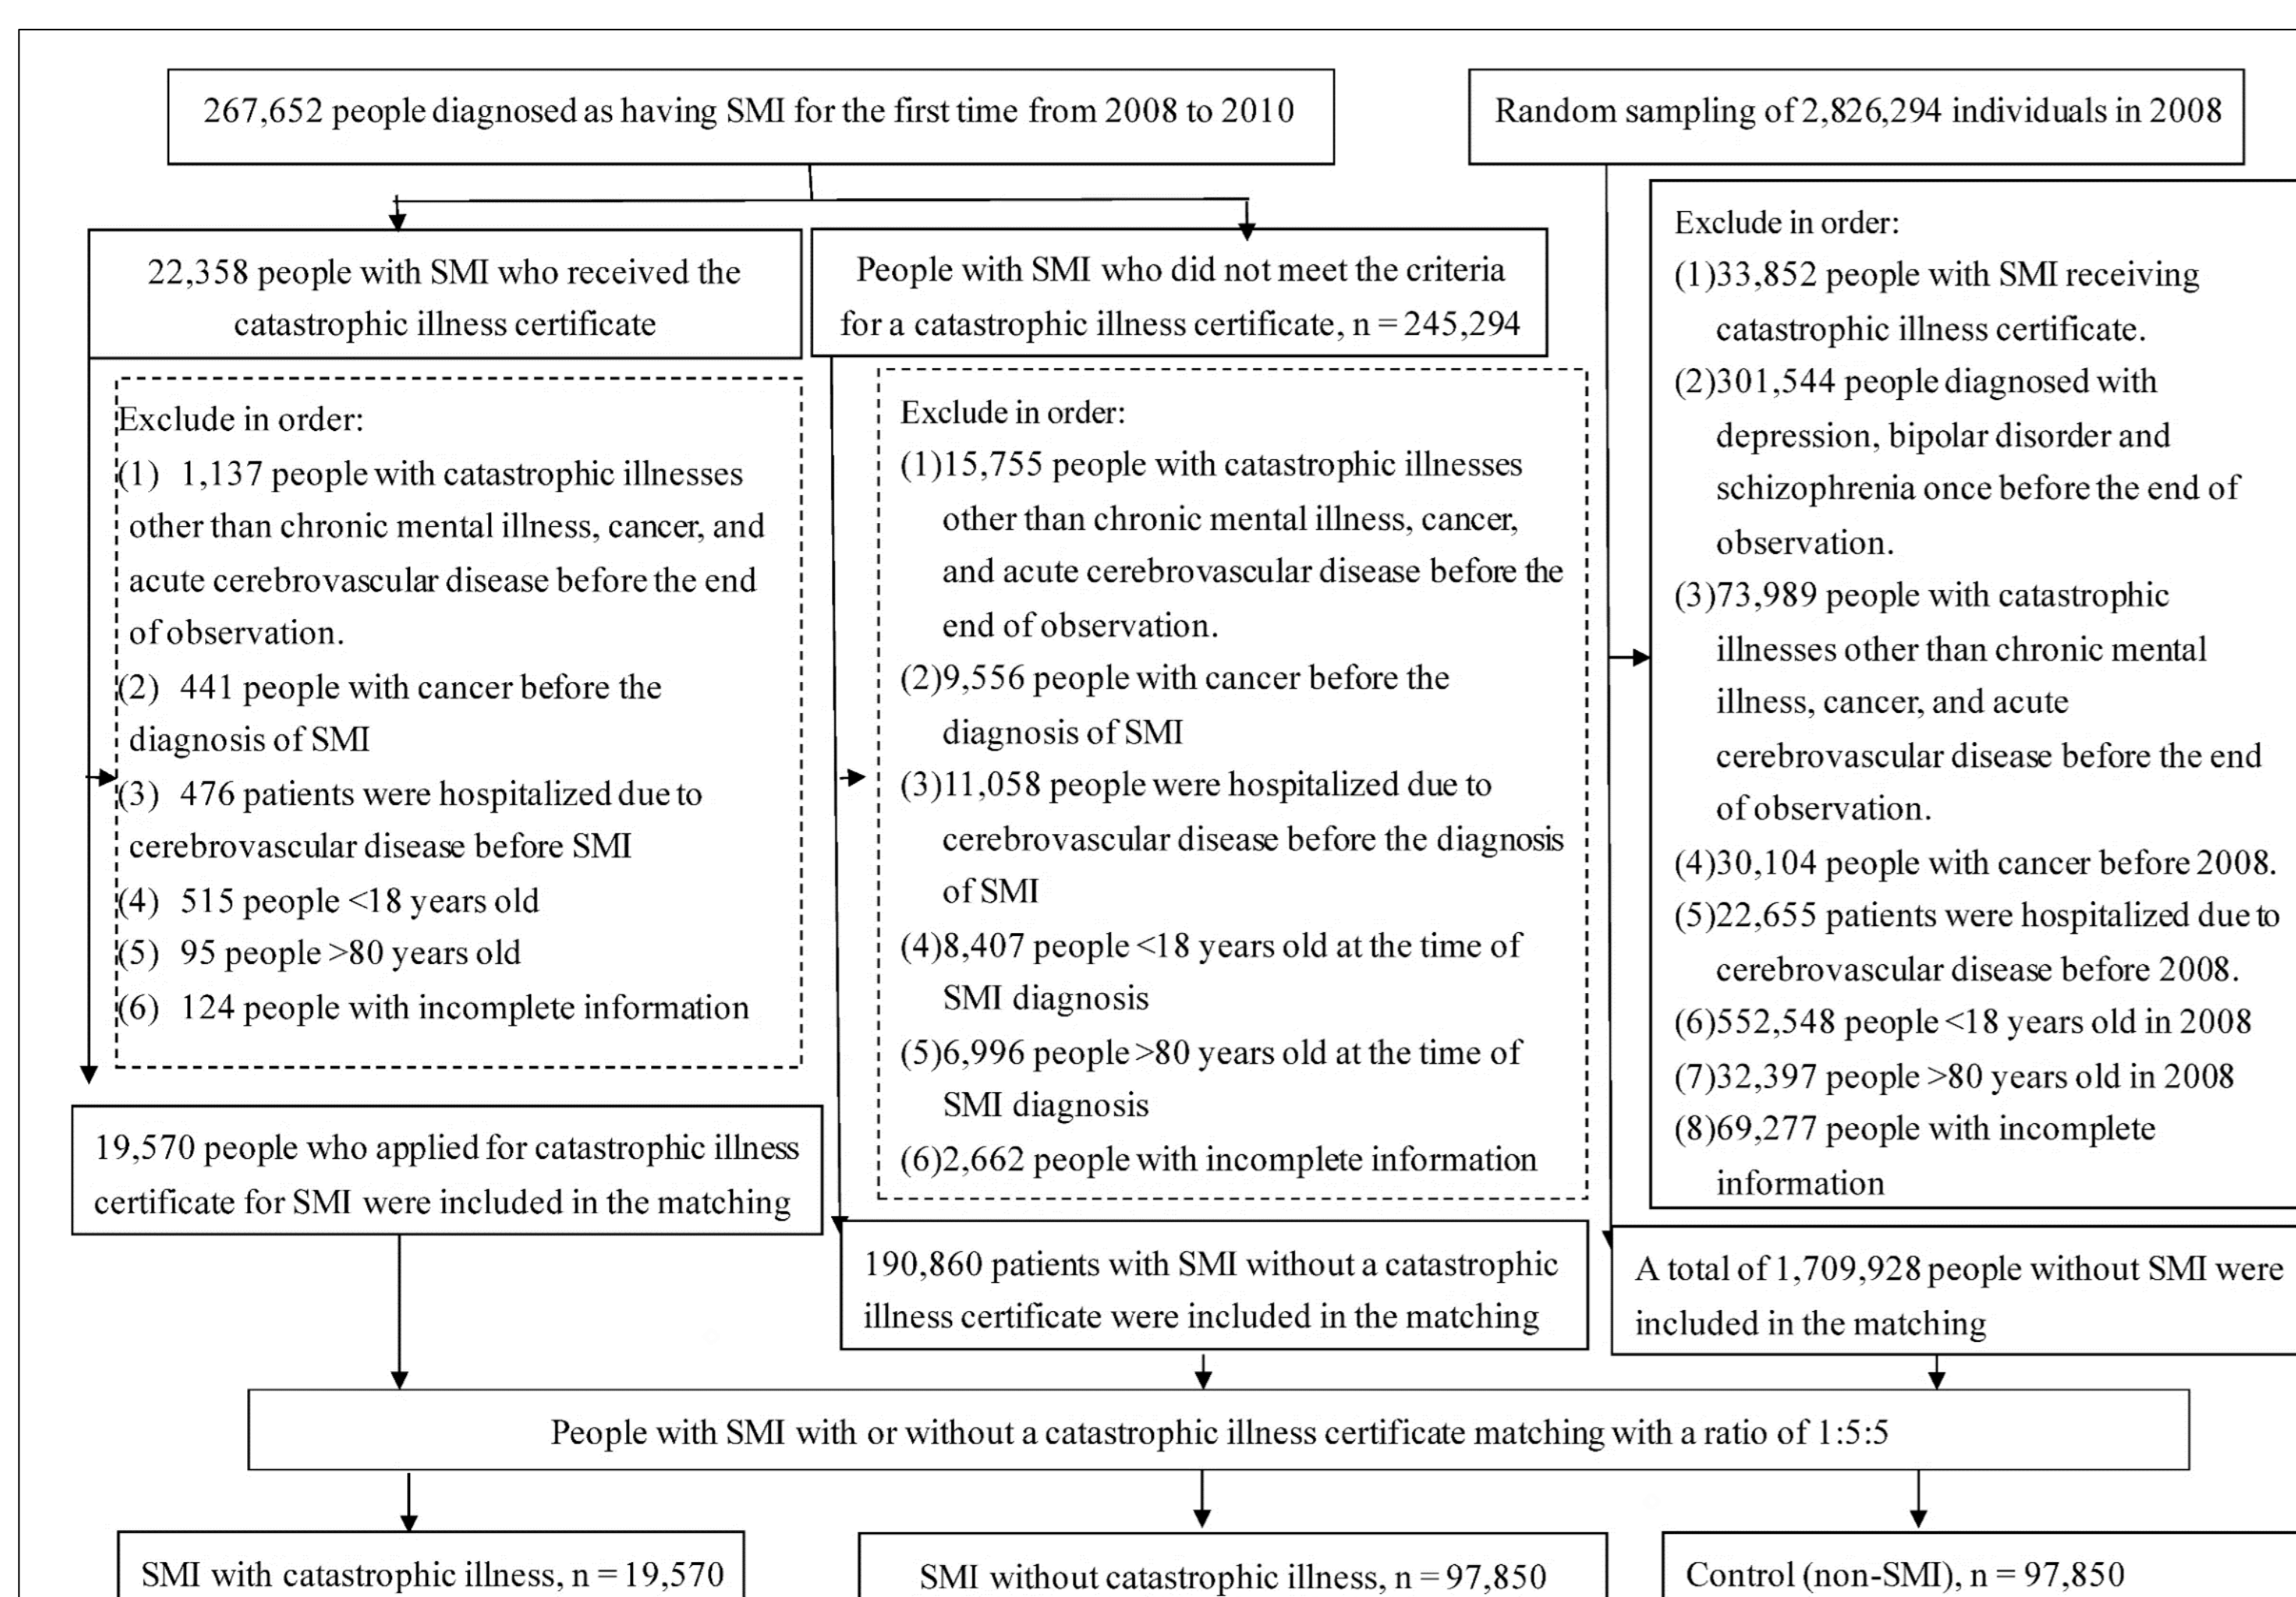 267,652 people diagnosed as having SMI for the first time from 2008 to 2010
Random sampling of 2,826,294 individuals in 2008
22,358 people with SMI who received the
catastrophic illness certificate
People with SMI who did not meet the criteria
for a catastrophic illness certificate, n = 245,294
Exclude in order:
(1) 1,137 people with catastrophic illnesses
other than chronic mental illness, cancer, and
acute cerebrovascular disease before the end
of observation.
(2) 441 people with cancer before the
diagnosis of SMI
(3) 476 patients were hospitalized due to
cerebrovascular disease before SMI
(4) 515 people <18 years old
(5) 95 people >80 years old
(6) 124 people with incomplete information
Exclude in order:
(1)15,755 people with catastrophic illnesses
other than chronic mental illness, cancer,
and acute cerebrovascular disease before the
end of observation.
(2)9,556 people with cancer before the
diagnosis of SMI
(3)11,058 people were hospitalized due to
cerebrovascular disease before the diagnosis
of SMI
(4)8,407 people <18 years old at the time of
SMI diagnosis
(5)6,996 people >80 years old at the time of
SMI diagnosis
(6)2,662 people with incomplete information
Exclude in order:
(1)33,852 people with SMI receiving
catastrophic illness certificate.
(2)301,544 people diagnosed with
depression, bipolar disorder and
schizophrenia once before the end of
observation.
(3)73,989 people with catastrophic
illnesses other than chronic mental
illness, cancer, and acute
cerebrovascular disease before the end
of observation.
(4)30,104 people with cancer before 2008.
(5)22,655 patients were hospitalized due to
cerebrovascular disease before 2008.
(6)552,548 people <18 years old in 2008
(7)32,397 people >80 years old in 2008
(8)69,277 people with incomplete
information
19,570 people who applied for catastrophic illness
certificate for SMI were included in the matching
190,860 patients with SMI without a catastrophic
illness certificate were included in the matching
A total of 1,709,928 people without SMI were
included in the matching
People with SMI with or without a catastrophic illness certificate matching with a ratio of 1:5:5
SMI with catastrophic illness, n = 19,570
SMI without catastrophic illness, n = 97,850
Control (non-SMI), n = 97,850